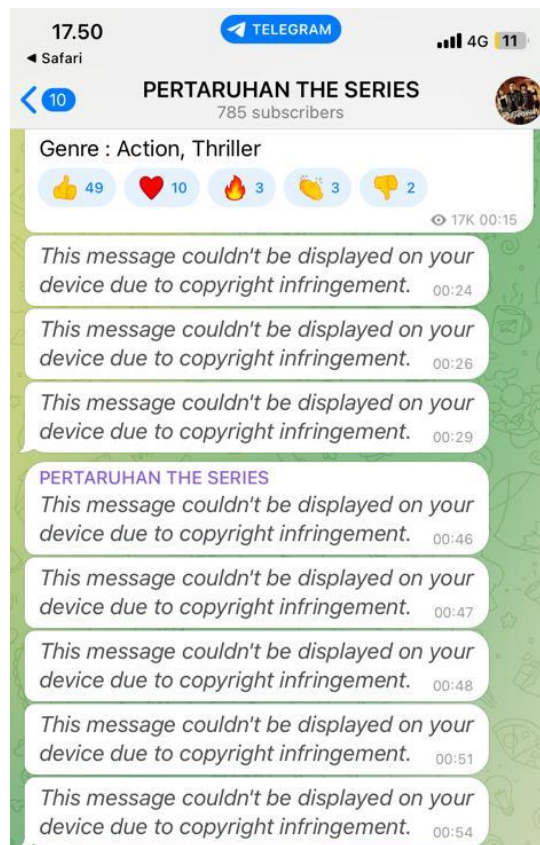 17.50
TELEGRAM
4G 11
◀ Safari
10
PERTARUHAN THE SERIES
785 subscribers
Genre : Action, Thriller
49 10 3 3 2
17K 00:15
This message couldn't be displayed on your
device due to copyright infringement. 00:24
This message couldn't be displayed on your
device due to copyright infringement. 00:26
This message couldn't be displayed on your
device due to copyright infringement. 00:29
PERTARUHAN THE SERIES
This message couldn't be displayed on your
device due to copyright infringement. 00:46
This message couldn't be displayed on your
device due to copyright infringement. 00:47
This message couldn't be displayed on your
device due to copyright infringement. 00:48
This message couldn't be displayed on your
device due to copyright infringement. 00:51
This message couldn't be displayed on your
device due to copyright infringement. 00:54